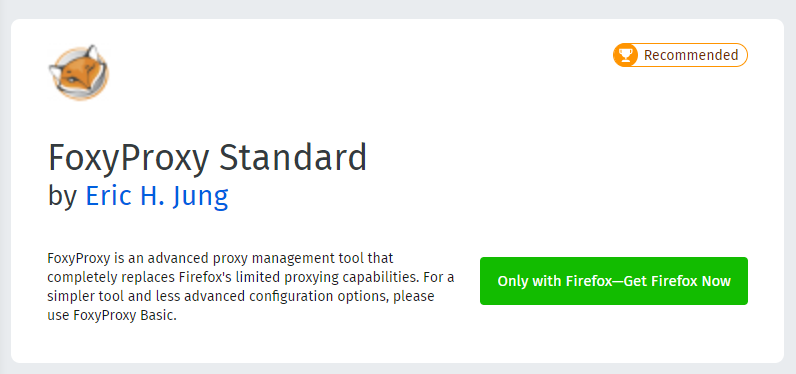 Recommended
FoxyProxy Standard
by Eric H. Jung
FoxyProxy is an advanced proxy management tool that
completely replaces Firefox's limited proxying capabilities. For a
simpler tool and less advanced configuration options, please
use FoxyProxy Basic.
Only with Firefox—Get Firefox Now